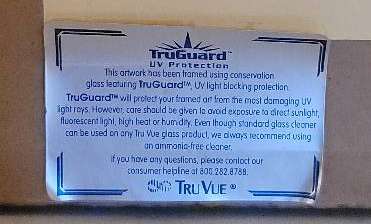 TruGuard™
UV Protection
This artwork has been framed using conservation
glass featuring TruGuard™, UV light blocking protection.
TruGuard™ will protect your framed art from the most damaging UV
light rays. However, care should be given to avoid exposure to direct sunlight,
fluorescent light, high heat or humidity. Even though standard glass cleaner
can be used on any Tru Vue glass product, we always recommend using
an ammonia-free cleaner.
If you have any questions, please contact our
consumer helpline at 800.282.8788.
TRU VUE ®